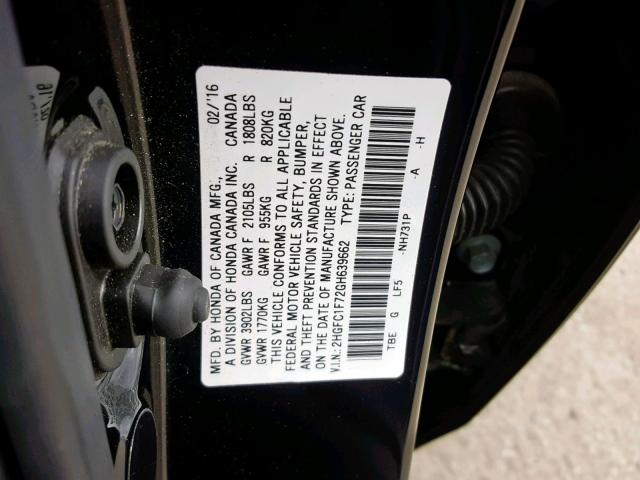 MFD. BY HONDA OF CANADA MFG., 02/'16
A DIVISION OF HONDA CANADA INC. CANADA
GVWR 3902LBS GAWR F 2105LBS R 1808LBS
GVWR 1770KG GAWR F 955KG R 820KG
THIS VEHICLE CONFORMS TO ALL APPLICABLE
FEDERAL MOTOR VEHICLE SAFETY, BUMPER,
AND THEFT PREVENTION STANDARDS IN EFFECT
ON THE DATE OF MANUFACTURE SHOWN ABOVE.
V.I.N.: 2HGFC1F72GH639662 TYPE: PASSENGER CAR
TBE G LF5 -NH731P -A -H